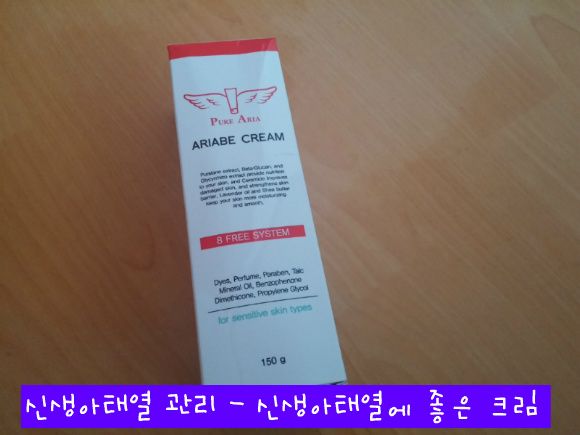 PURE ARIA
ARIABE CREAM
Purslane extract, Beta-Glucan, and
Glycyrrhiza extract provide nutrition
to your skin, and Ceramide improves
damaged skin, and strengthens skin
barrier. Lavender oil and Shea butter
keep your skin more moisturizing
and smooth.
8 FREE SYSTEM
Dyes, Perfume, Paraben, Talc
Mineral Oil, Benzophenone
Dimethicone, Propylene Glycol
for sensitive skin types
150 g
신생아태열 관리 - 신생아태열에 좋은 크림